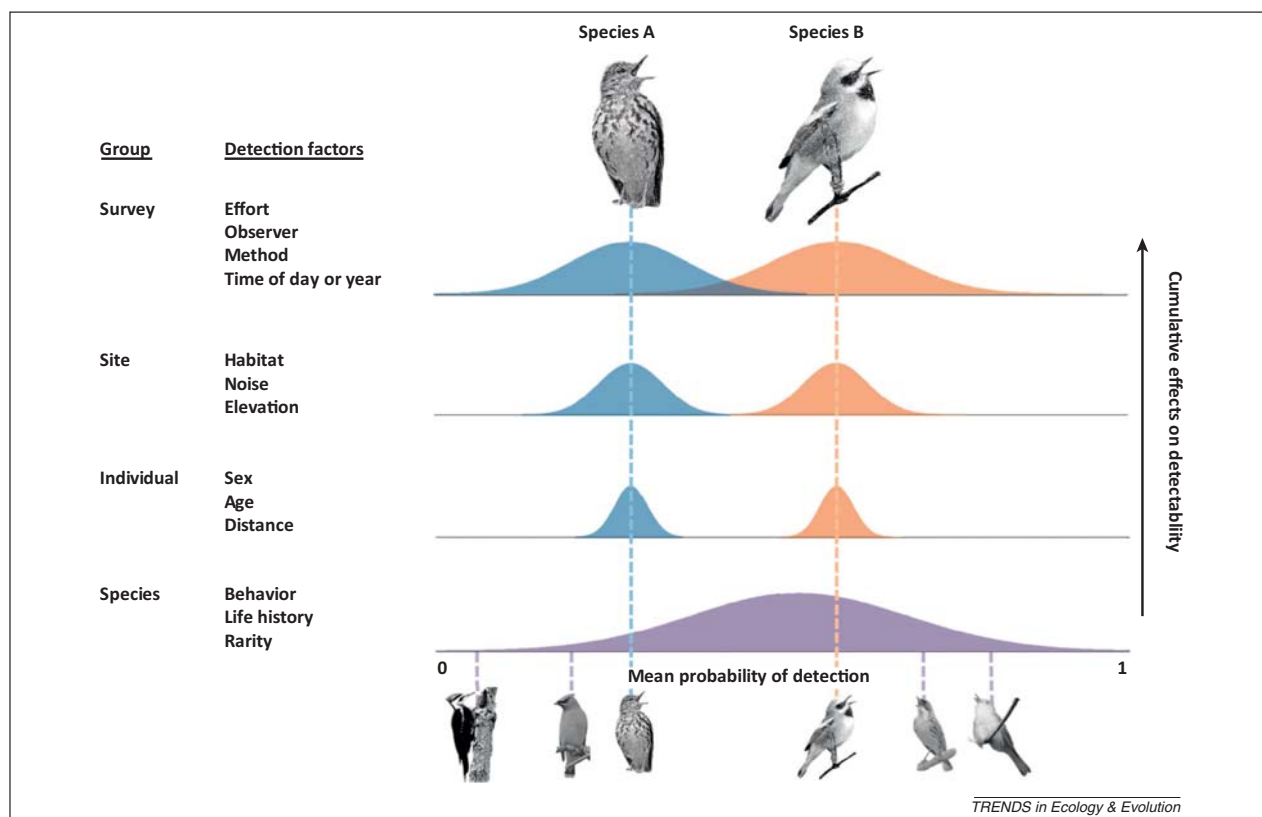 Species A
Species B
Group
Detection factors
Survey
Effort
Observer
Method
Time of day or year
Site
Habitat
Noise
Elevation
Individual
Sex
Age
Distance
Species
Behavior
Life history
Rarity
0
1
Mean probability of detection
Cumulative effects on detectabliity
TRENDS in Ecology & Evolution